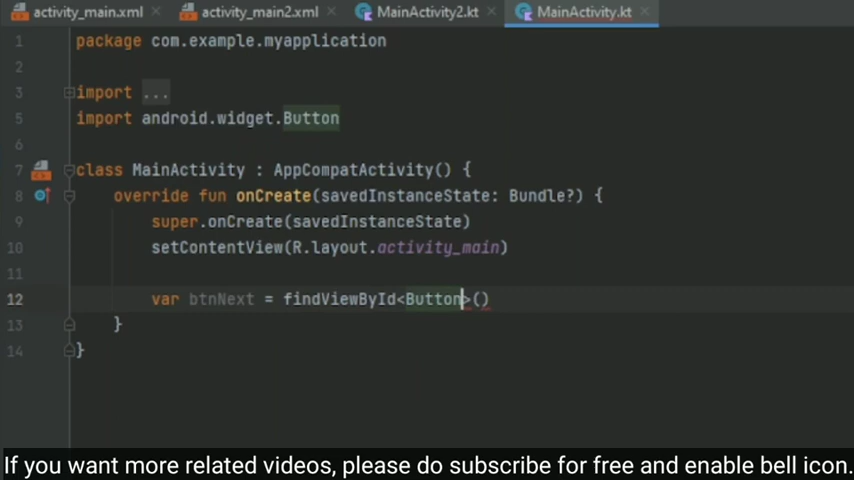 activity_main.xml activity_main2.xml MainActivity2.kt MainActivity.kt
1 package com.example.myapplication
2
3 import ...
5 import android.widget.Button
6
7 class MainActivity : AppCompatActivity() {
8 override fun onCreate(savedInstanceState: Bundle?) {
9 super.onCreate(savedInstanceState)
10 setContentView(R.layout.activity_main)
11
12 var btnNext = findViewById<Button>()
13 }
14 }
If you want more related videos, please do subscribe for free and enable bell icon.